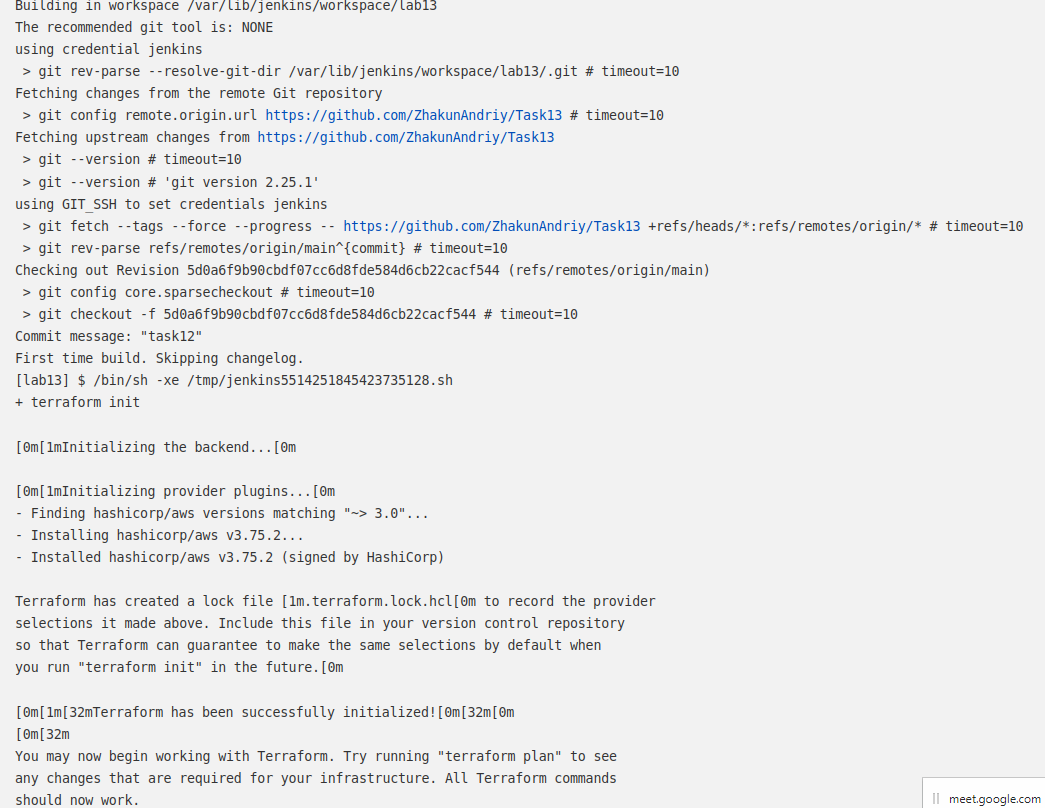 Building in workspace /var/lib/jenkins/workspace/lab13
The recommended git tool is: NONE
using credential jenkins
 > git rev-parse --resolve-git-dir /var/lib/jenkins/workspace/lab13/.git # timeout=10
Fetching changes from the remote Git repository
 > git config remote.origin.url https://github.com/ZhakunAndriy/Task13 # timeout=10
Fetching upstream changes from https://github.com/ZhakunAndriy/Task13
 > git --version # timeout=10
 > git --version # 'git version 2.25.1'
using GIT_SSH to set credentials jenkins
 > git fetch --tags --force --progress -- https://github.com/ZhakunAndriy/Task13 +refs/heads/*:refs/remotes/origin/* # timeout=10
 > git rev-parse refs/remotes/origin/main^{commit} # timeout=10
Checking out Revision 5d0a6f9b90cbdf07cc6d8fde584d6cb22cacf544 (refs/remotes/origin/main)
 > git config core.sparsecheckout # timeout=10
 > git checkout -f 5d0a6f9b90cbdf07cc6d8fde584d6cb22cacf544 # timeout=10
Commit message: "task12"
First time build. Skipping changelog.
[lab13] $ /bin/sh -xe /tmp/jenkins5514251845423735128.sh
+ terraform init
[0m[1mInitializing the backend...[0m
[0m[1mInitializing provider plugins...[0m
- Finding hashicorp/aws versions matching "~> 3.0"...
- Installing hashicorp/aws v3.75.2...
- Installed hashicorp/aws v3.75.2 (signed by HashiCorp)
Terraform has created a lock file [1m.terraform.lock.hcl[0m to record the provider
selections it made above. Include this file in your version control repository
so that Terraform can guarantee to make the same selections by default when
you run "terraform init" in the future.[0m
[0m[1m[32mTerraform has been successfully initialized![0m[32m[0m
[0m[32m
You may now begin working with Terraform. Try running "terraform plan" to see
any changes that are required for your infrastructure. All Terraform commands
should now work.
meet.google.com